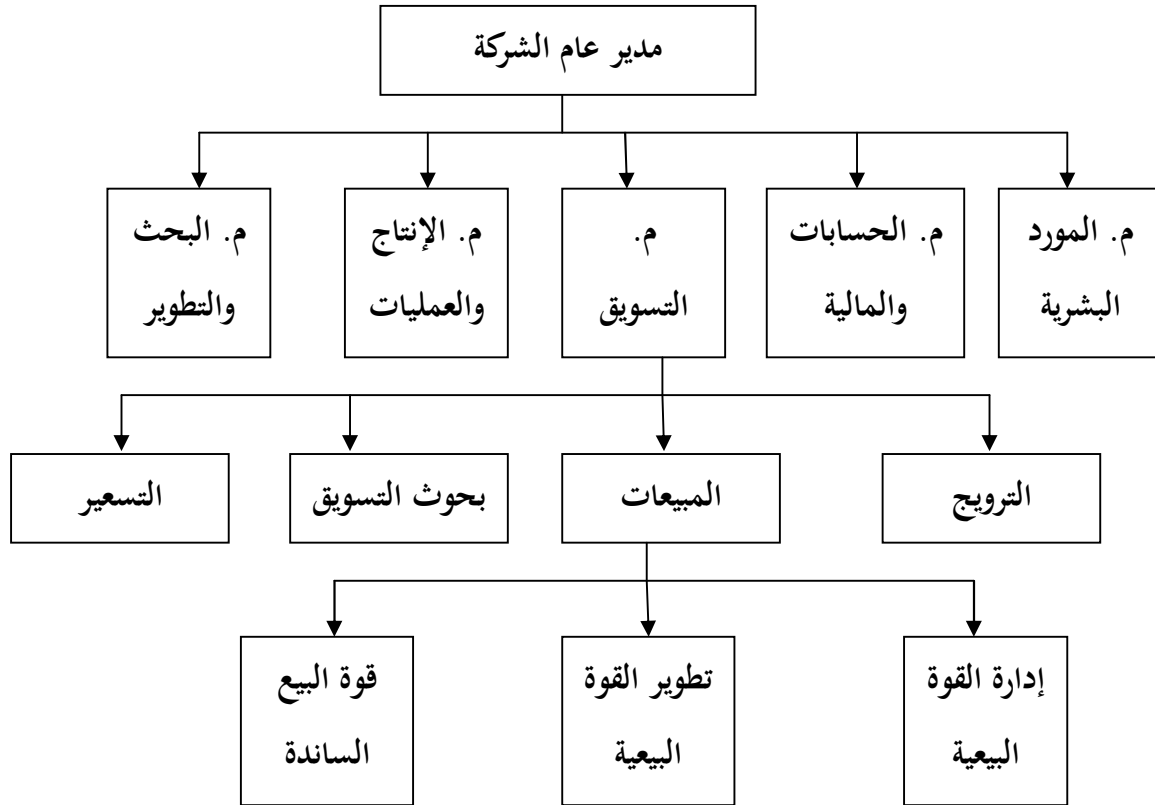 مدير عام الشركة
م. المورد
البشرية
م. الحسابات
والمالية
م.
التسويق
م. الإنتاج
والعمليات
م. البحث
والتطوير
الترويج
المبيعات
بحوث التسويق
التسعير
إدارة القوة
البيعية
تطوير القوة
البيعية
قوة البيع
الساندة